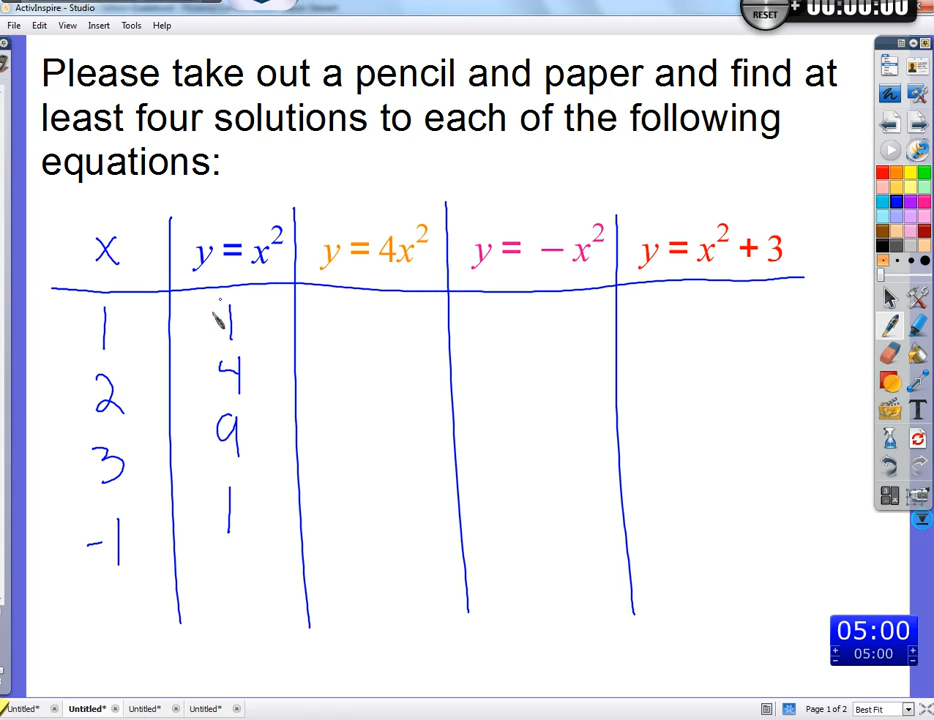 ActivInspire - Studio
00:00:00
RESET
File Edit View Insert Tools Help
Please take out a pencil and paper and find at
least four solutions to each of the following
equations:
x y = x² y = 4x² y = - x² y = x² + 3
1 1
2 4
3 9
-1 1
05:00
05:00
Untitled* Untitled* Untitled* Untitled* Page 1 of 2 Best Fit